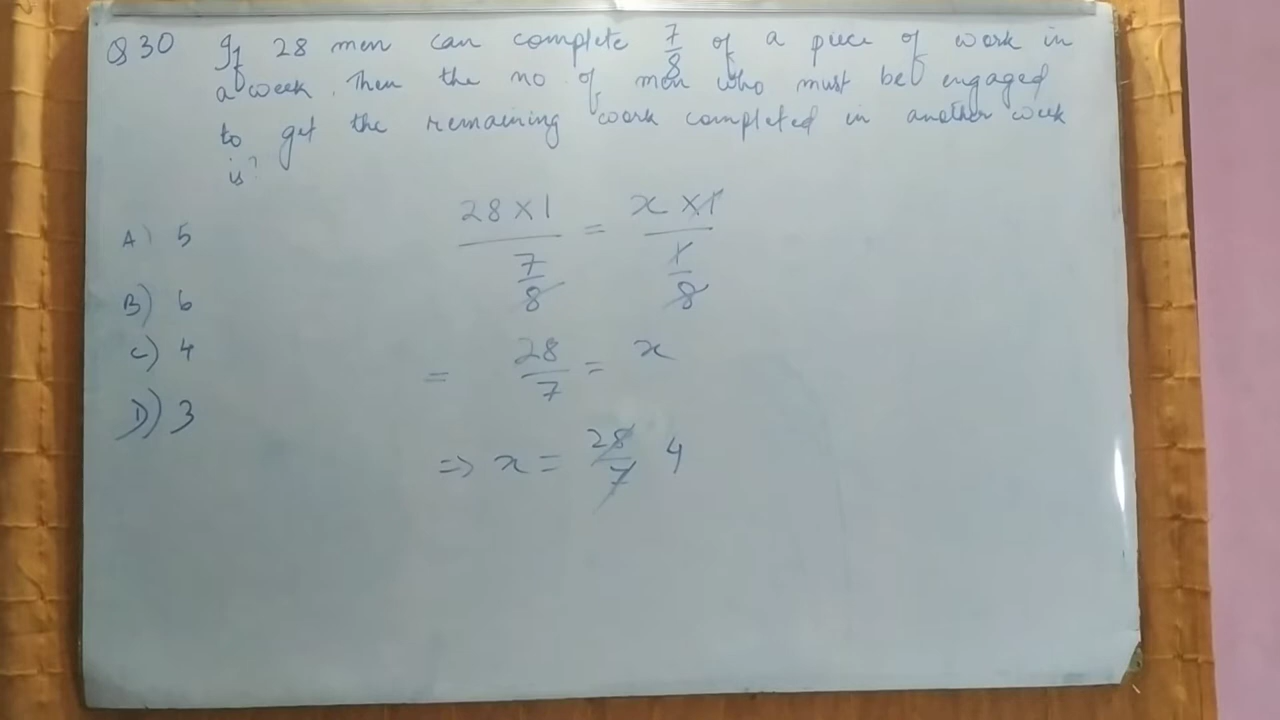 Q 30 If 28 men can complete 7/8 of a piece of work in
a week. Then the no. of men who must be engaged
to get the remaining work completed in another week
is?
A) 5
B) 6
C) 4
D) 3
28 × 1 / 7/8 = x × 1 / 1/8
= 28/7 = x
⇒ x = 28/7 4